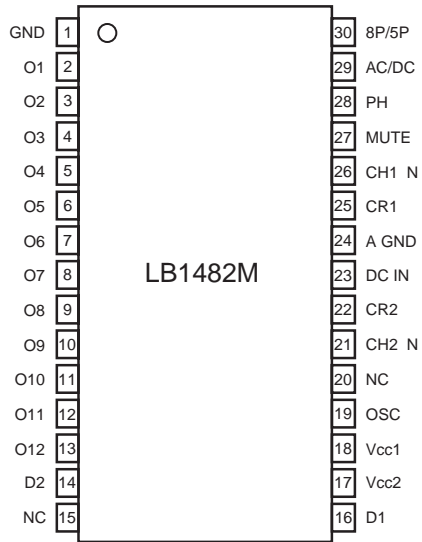 GND 1 30 8P/5P
O1 2 29 AC/DC
O2 3 28 PH
O3 4 27 MUTE
O4 5 26 CH1 N
O5 6 25 CR1
O6 7 24 A GND
O7 8 LB1482M 23 DC IN
O8 9 22 CR2
O9 10 21 CH2 N
O10 11 20 NC
O11 12 19 OSC
O12 13 18 Vcc1
D2 14 17 Vcc2
NC 15 16 D1